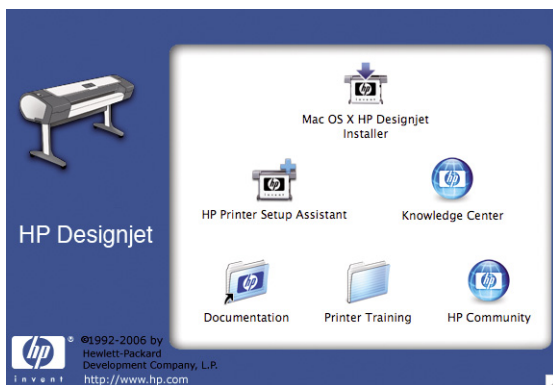 Mac OS X HP Designjet
Installer
HP Printer Setup Assistant
Knowledge Center
HP Designjet
Documentation
Printer Training
HP Community
hp ®
invent
©1992-2006 by
Hewlett-Packard
Development Company, L.P.
http://www.hp.com